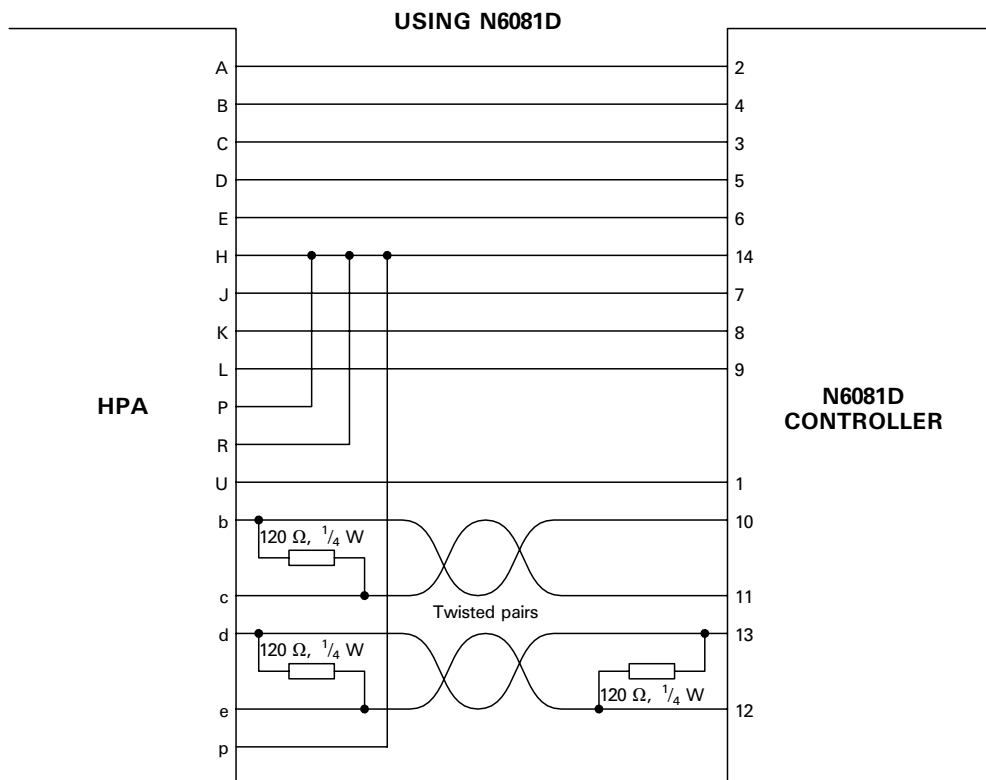 USING N6081D
A 2
B 4
C 3
D 5
E 6
H 14
J 7
K 8
L 9
HPA
P
N6081D
CONTROLLER
R
U 1
b 10
120 Ω, 1/4 W
c 11
Twisted pairs
d 13
120 Ω, 1/4 W
120 Ω, 1/4 W
e 12
p